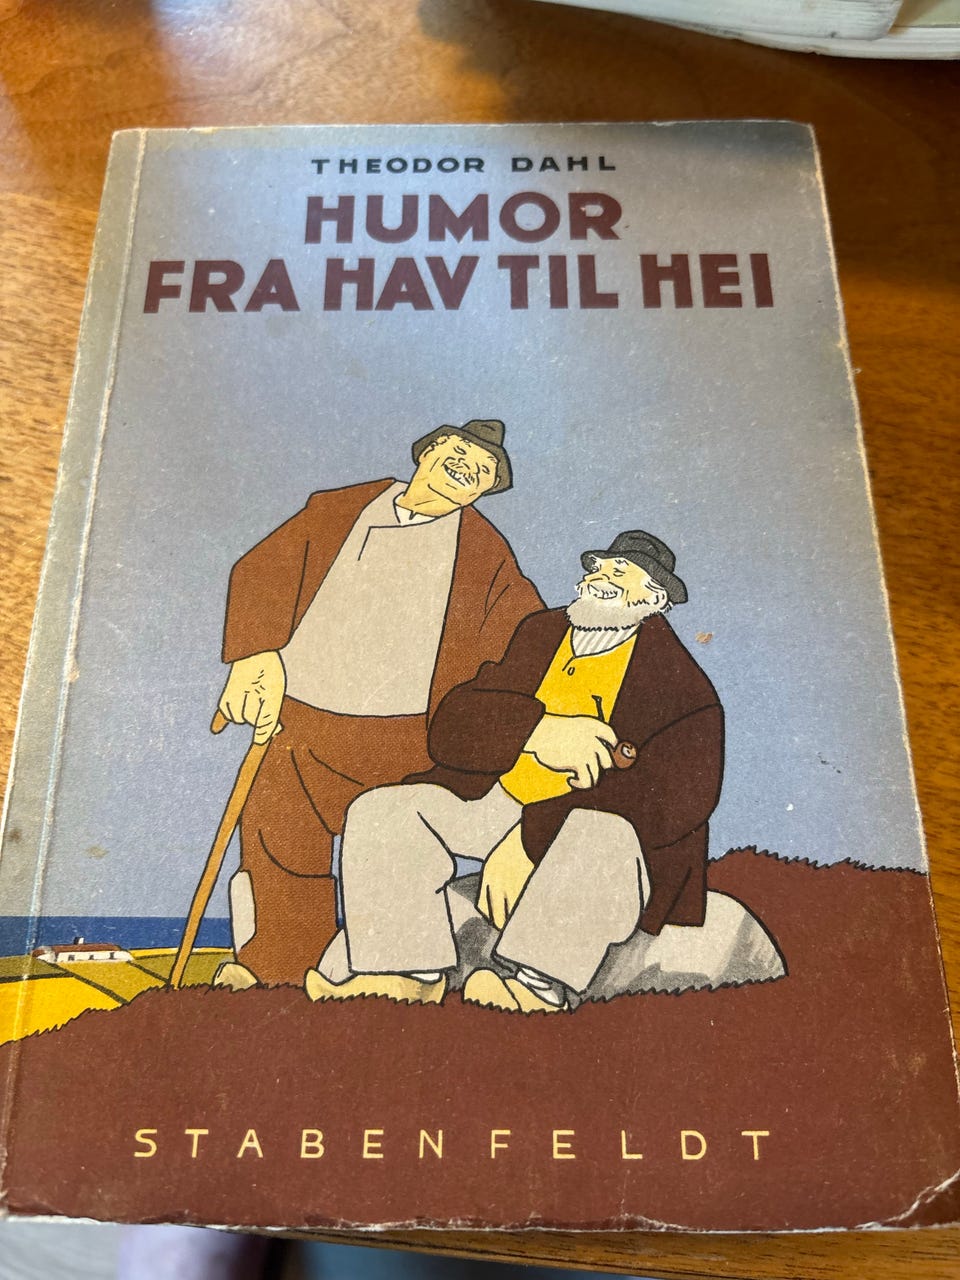 THEODOR DAHL
HUMOR
FRA HAV TIL HEI
STABENFELDT